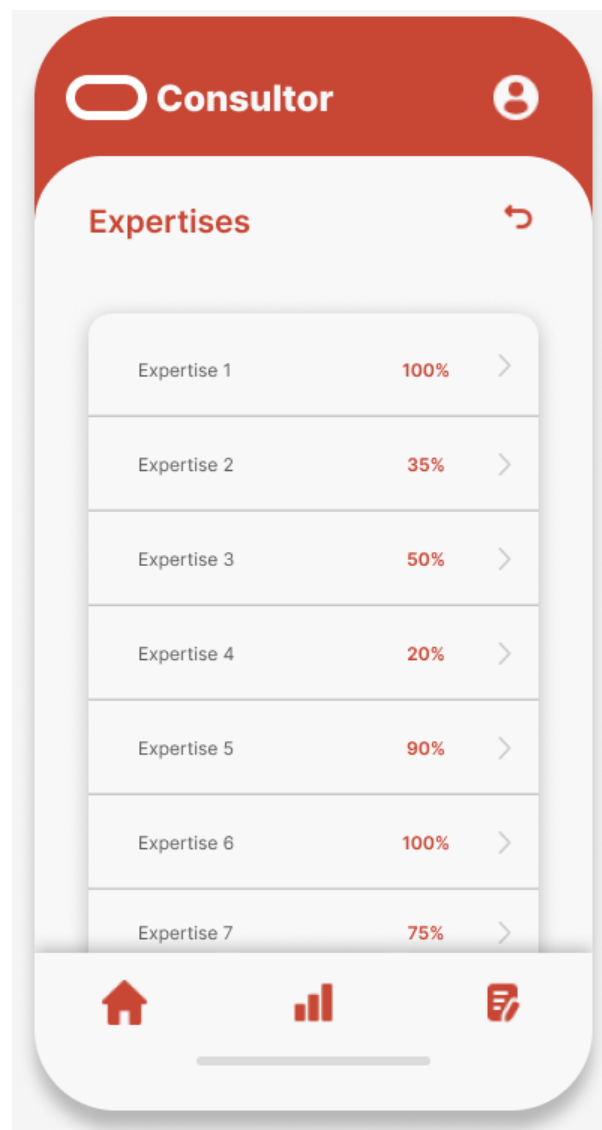 Consultor
Expertises
Expertise 1 100%
Expertise 2 35%
Expertise 3 50%
Expertise 4 20%
Expertise 5 90%
Expertise 6 100%
Expertise 7 75%